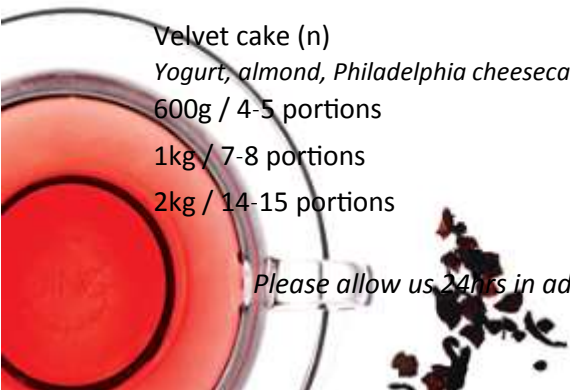 Velvet cake (n)
Yogurt, almond, Philadelphia cheeseca
600g / 4-5 portions
1kg / 7-8 portions
2kg / 14-15 portions
Please allow us 24hrs in ad